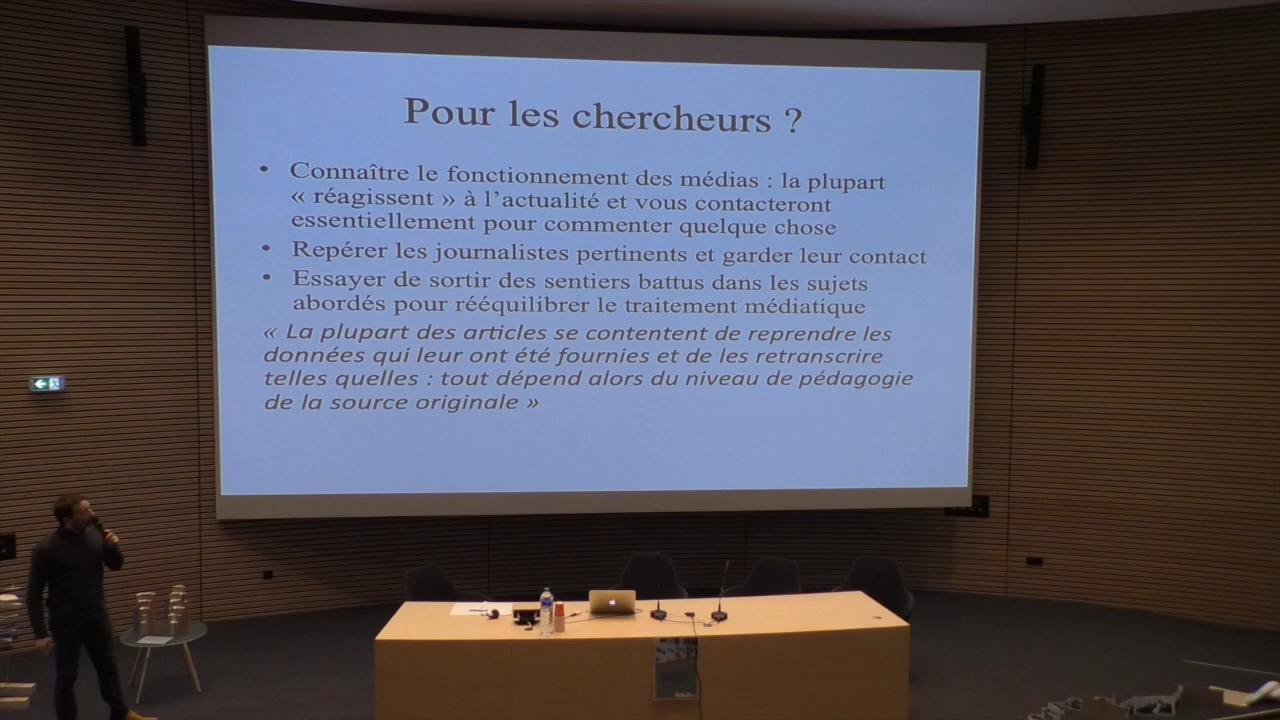 Pour les chercheurs ?
• Connaître le fonctionnement des médias : la plupart
« réagissent » à l’actualité et vous contacteront
essentiellement pour commenter quelque chose
• Repérer les journalistes pertinents et garder leur contact
• Essayer de sortir des sentiers battus dans les sujets
abordés pour rééquilibrer le traitement médiatique
« La plupart des articles se contentent de reprendre les
données qui leur ont été fournies et de les retranscrire
telles quelles : tout dépend alors du niveau de pédagogie
de la source originale »